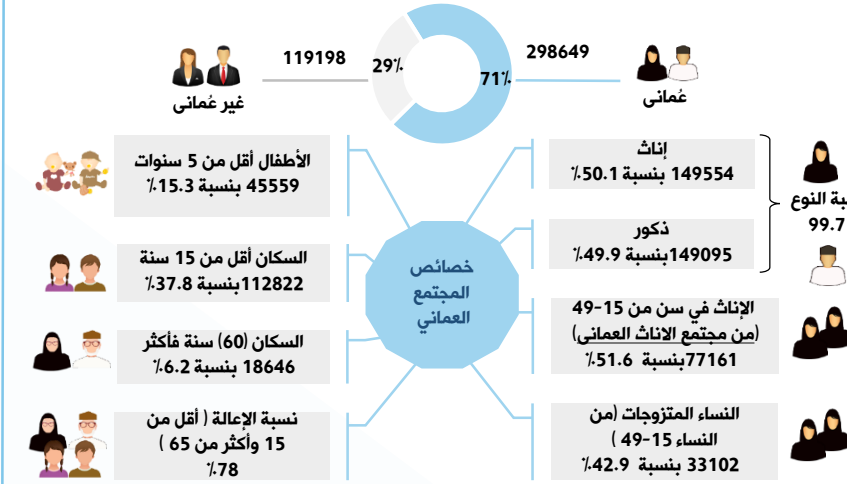 298649
عُمانى
71%
29%
119198
غير عُمانى
إناث
149554 بنسبة 50.1%
ذكور
149095بنسبة 49.9%
بة النوع
99.7
الإناث في سن من 15-49
(من مجتمع الاناث العمانى)
77161بنسبة 51.6%
النساء المتزوجات (من
النساء 15-49 )
33102 بنسبة 42.9%
خصائص
المجتمع
العماني
الأطفال أقل من 5 سنوات
45559 بنسبة 15.3%
السكان أقل من 15 سنة
112822بنسبة 37.8%
السكان (60) سنة فأكثر
18646 بنسبة 6.2%
نسبة الإعالة ( أقل من
15 وأكثر من 65 )
78%